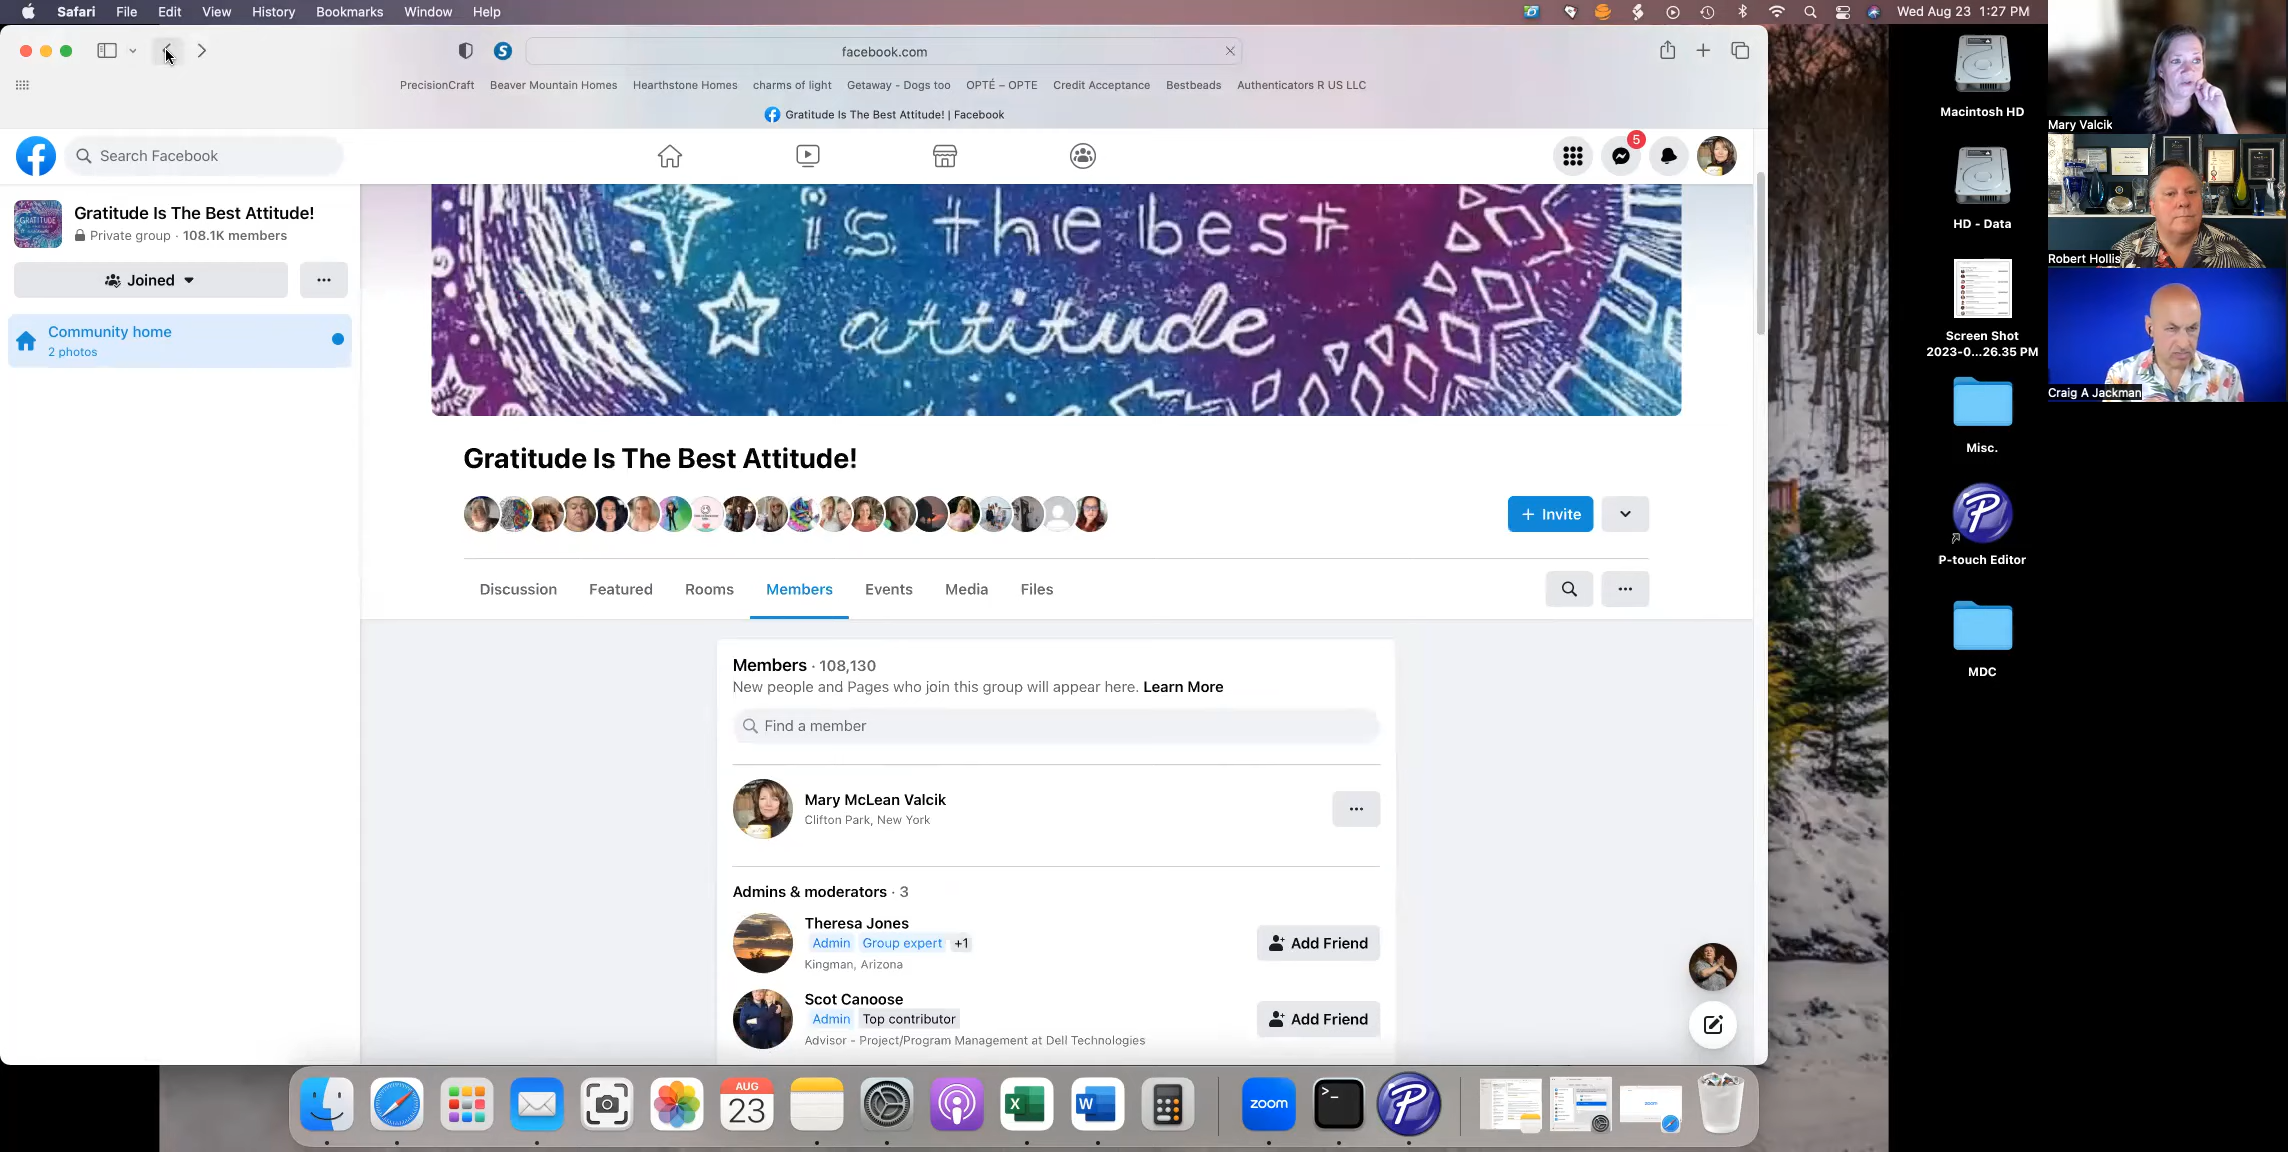 Safari File Edit View History Bookmarks Window Help Wed Aug 23 1:27 PM
facebook.com
PrecisionCraft Beaver Mountain Homes Hearthstone Homes charms of light Getaway - Dogs too OPTÉ – OPTE Credit Acceptance Bestbeads Authenticators R US LLC
Gratitude Is The Best Attitude! | Facebook
Search Facebook
5
Gratitude Is The Best Attitude!
Private group · 108.1K members
Joined
Community home
2 photos
is the best
attitude
Gratitude Is The Best Attitude!
+ Invite
Discussion Featured Rooms Members Events Media Files
Members · 108,130
New people and Pages who join this group will appear here. Learn More
Find a member
Mary McLean Valcik
Clifton Park, New York
Admins & moderators · 3
Theresa Jones
Admin Group expert +1
Kingman, Arizona
Add Friend
Scot Canoose
Admin Top contributor
Advisor - Project/Program Management at Dell Technologies
Add Friend
Macintosh HD
HD - Data
Screen Shot
2023-0...26.35 PM
Misc.
P-touch Editor
MDC
Mary Valcik
Robert Hollis
Craig A Jackman
AUG
23
zoom